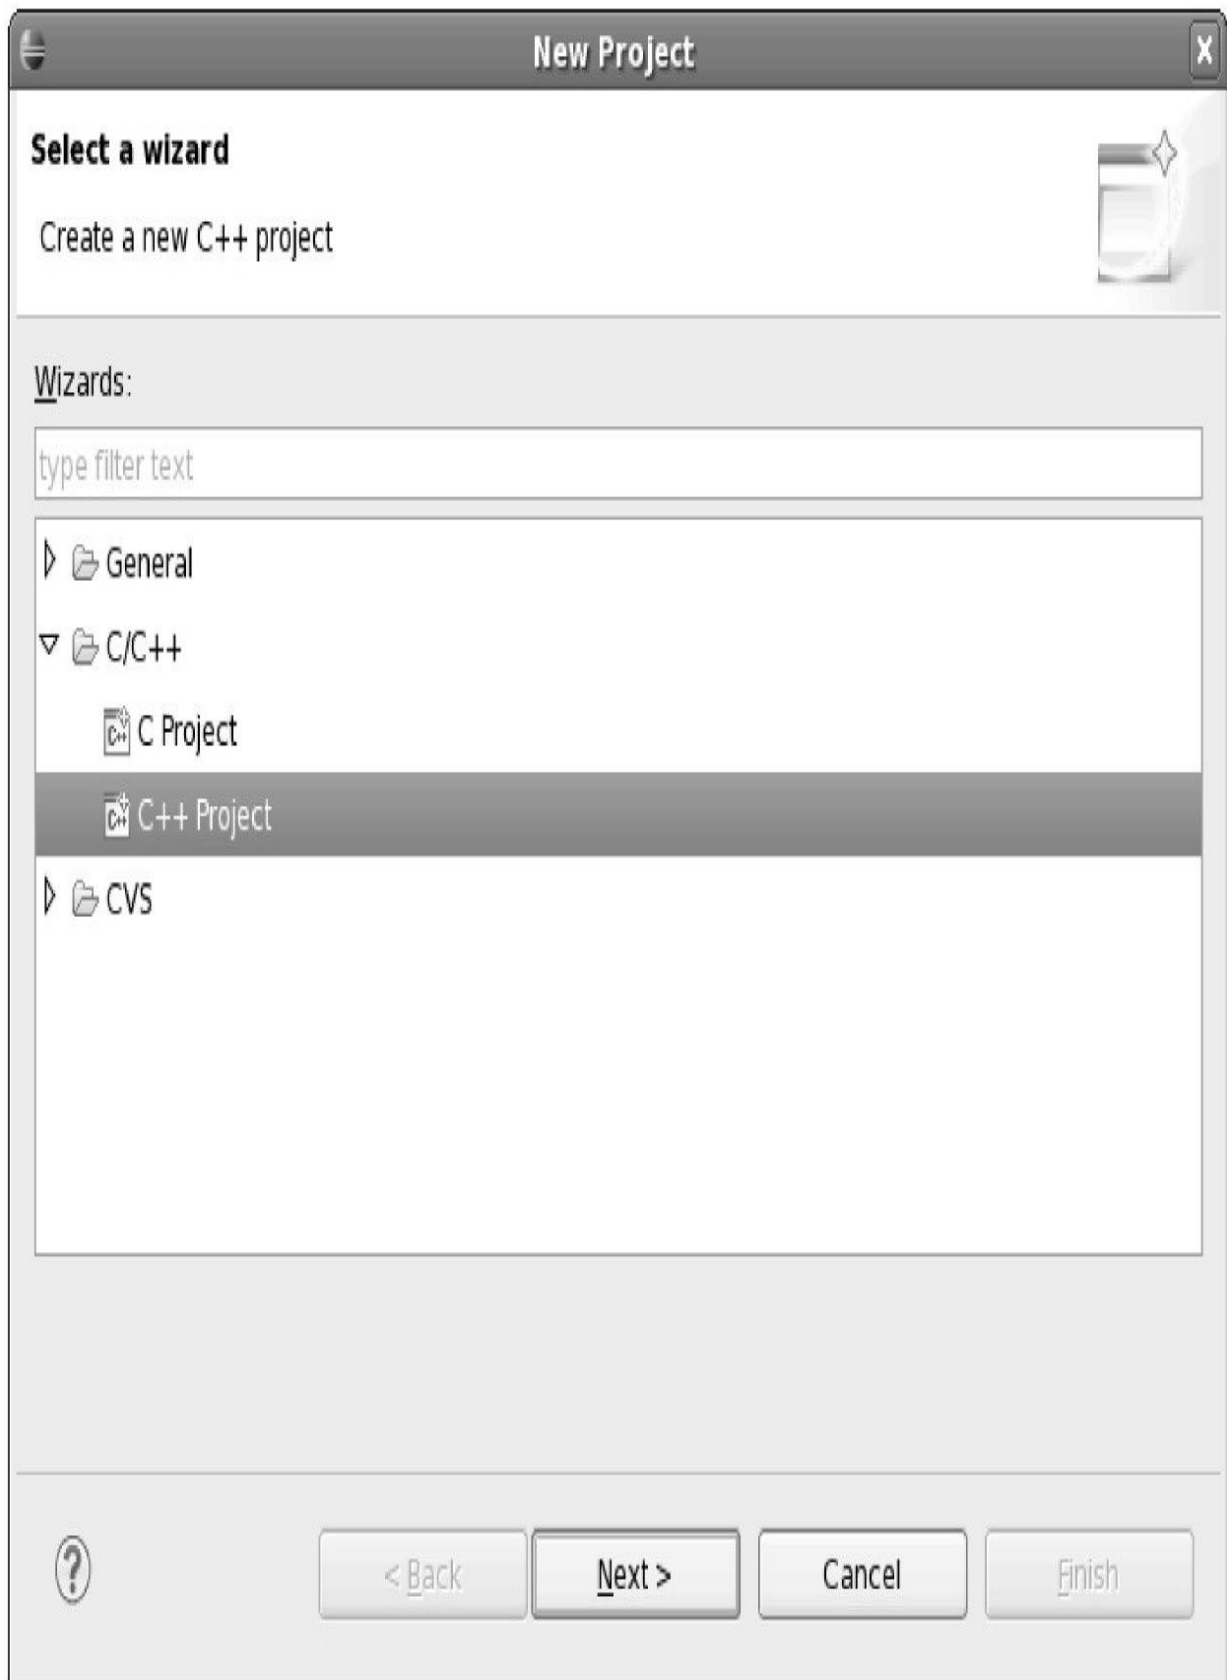 New Project
X
Select a wizard
Create a new C++ project
Wizards:
type filter text
General
C/C++
C Project
C++ Project
CVS
? < Back Next > Cancel Finish